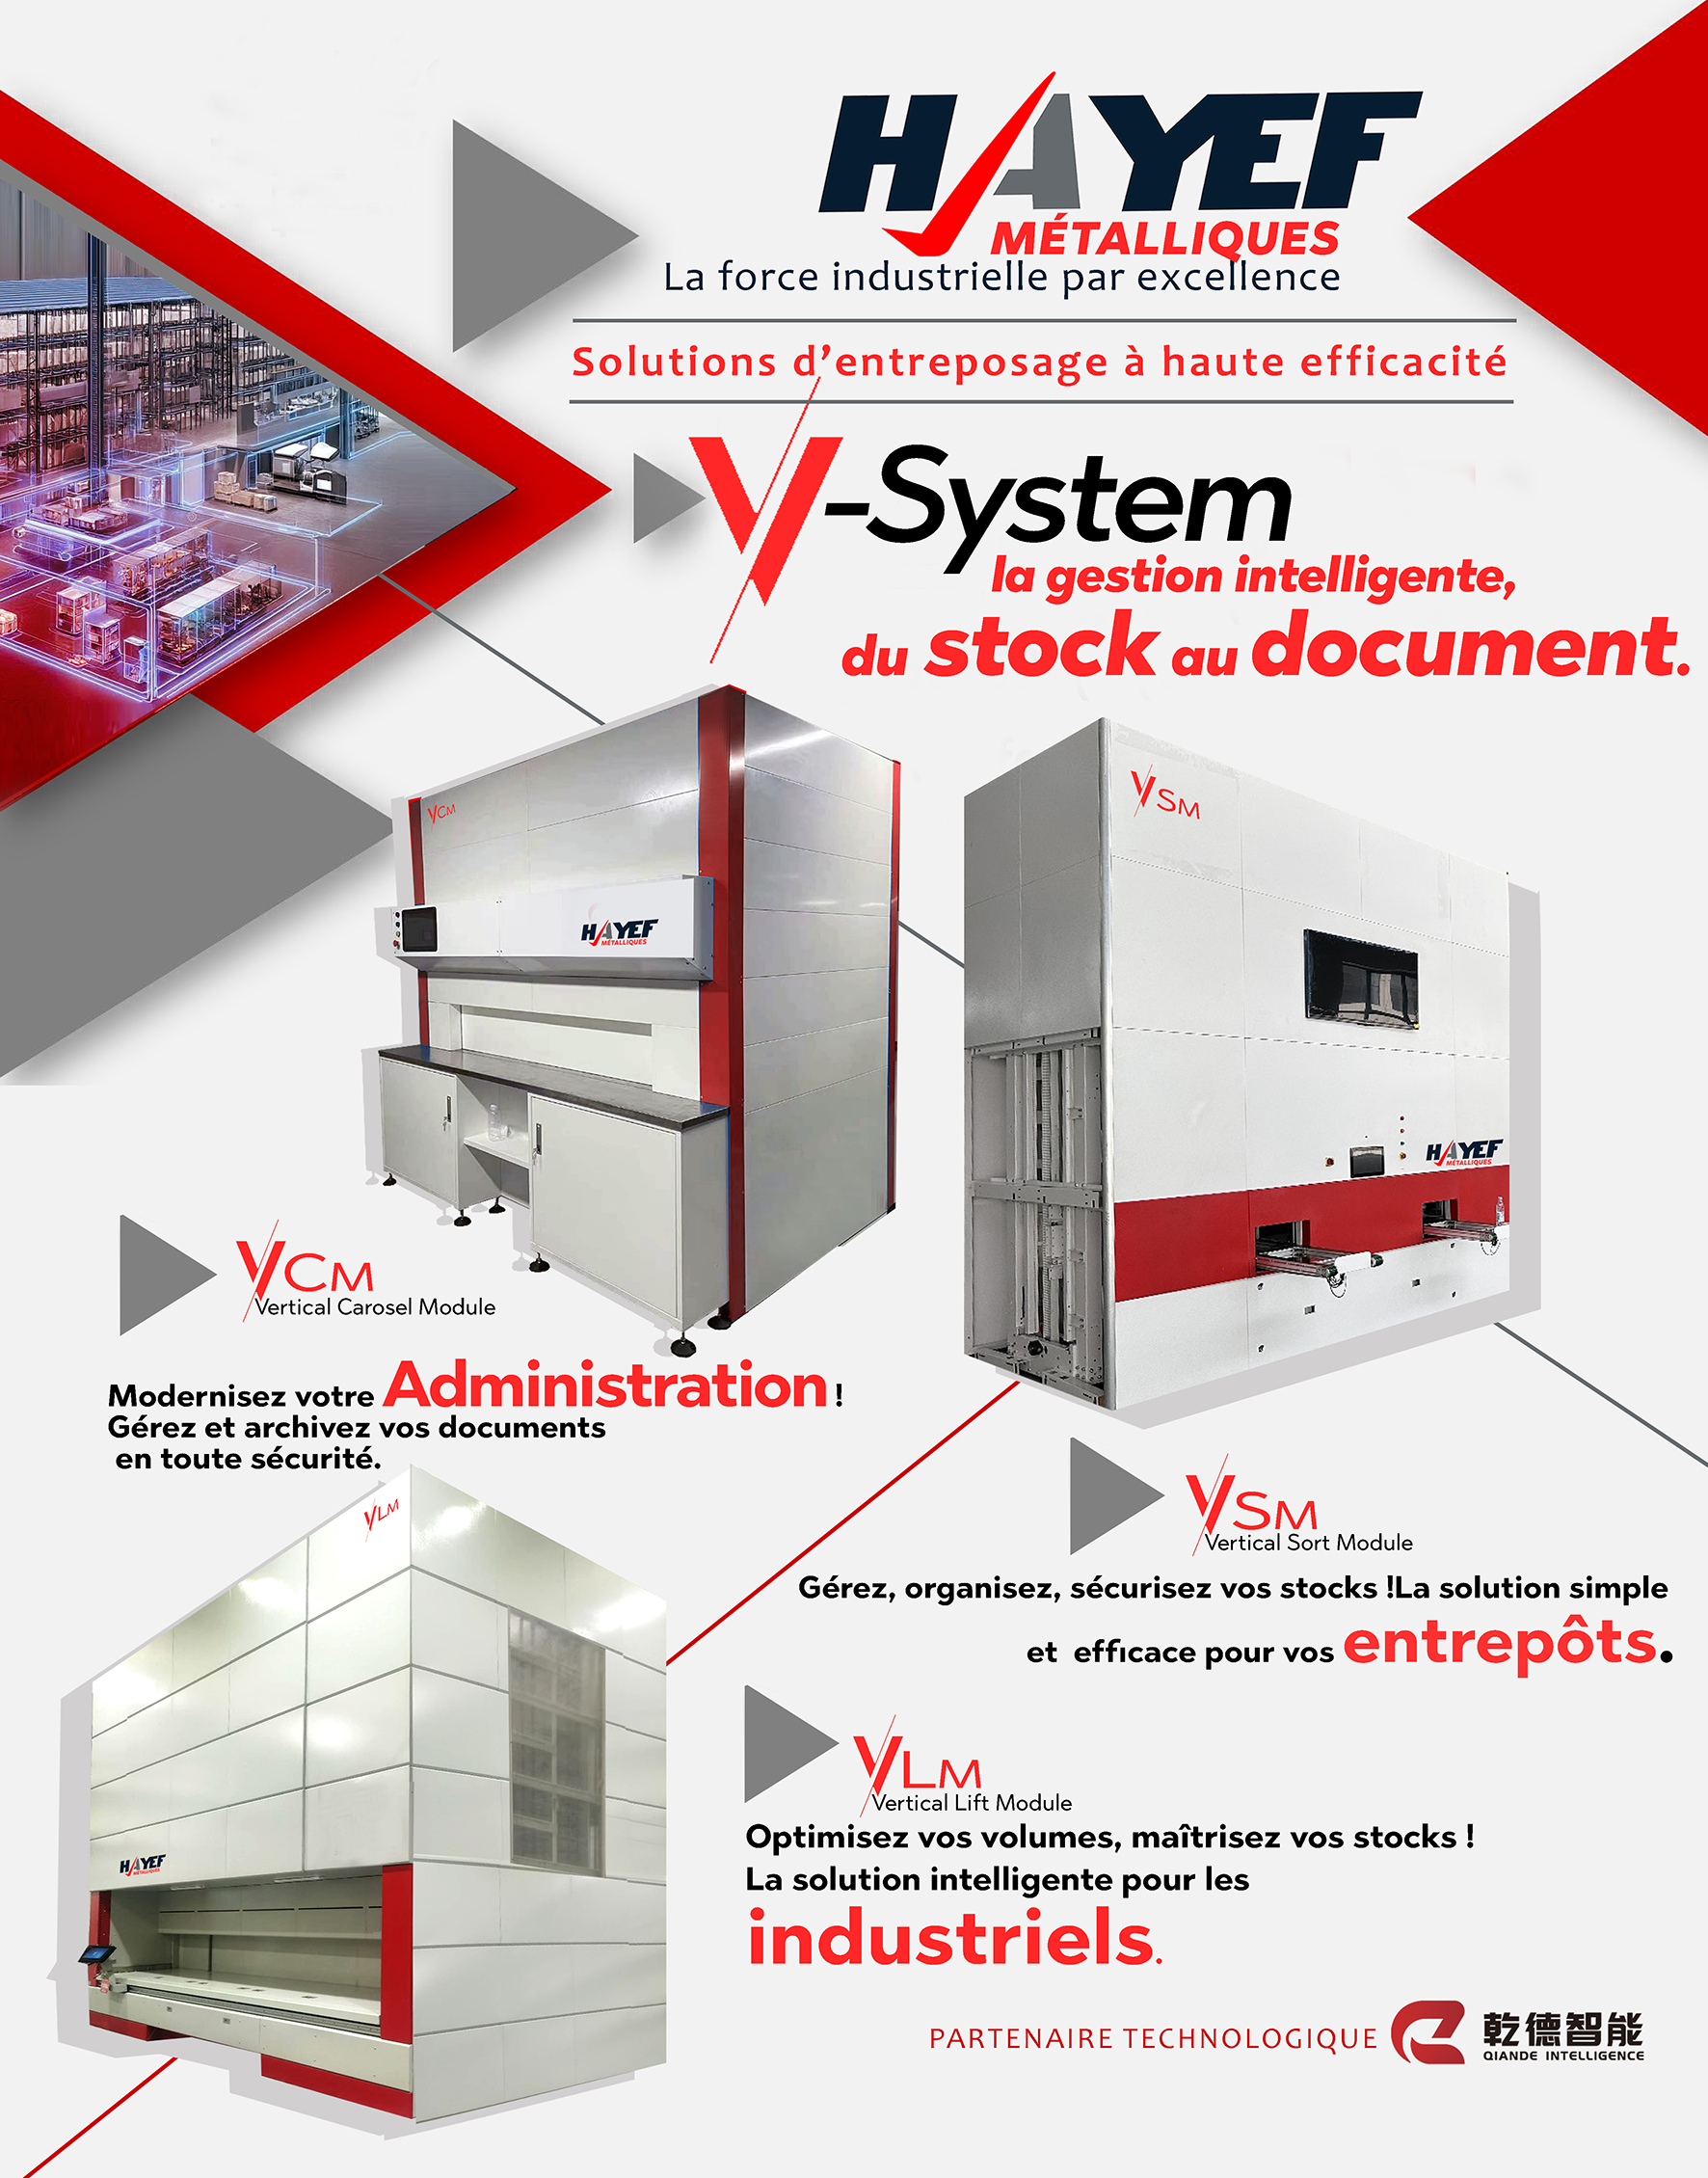 HAYEF
MÉTALLIQUES
La force industrielle par excellence
Solutions d'entreposage à haute efficacité
V-System
la gestion intelligente,
du stock au document.
VCM
HAYEF
MÉTALLIQUES
VSM
HAYEF
MÉTALLIQUES
VCM
Vertical Carosel Module
Modernisez votre Administration !
Gérez et archivez vos documents
en toute sécurité.
VSM
Vertical Sort Module
Gérez, organisez, sécurisez vos stocks !La solution simple
et efficace pour vos entrepôts.
VLM
HAYEF
MÉTALLIQUES
VLM
Vertical Lift Module
Optimisez vos volumes, maîtrisez vos stocks !
La solution intelligente pour les
industriels.
PARTENAIRE TECHNOLOGIQUE
乾德智能
QIANDE INTELLIGENCE